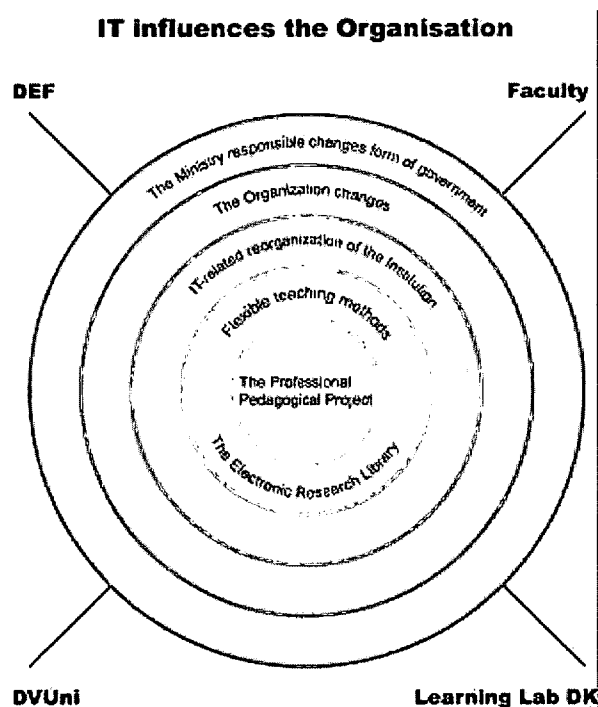 IT influences the Organisation
DEF
Faculty
The Ministry responsible changes form of government
The Organization changes
IT-related reorganization of the Institution
Flexible teaching methods
The Professional
Pedagogical Project
The Electronic Research Library
DVUni
Learning Lab DK